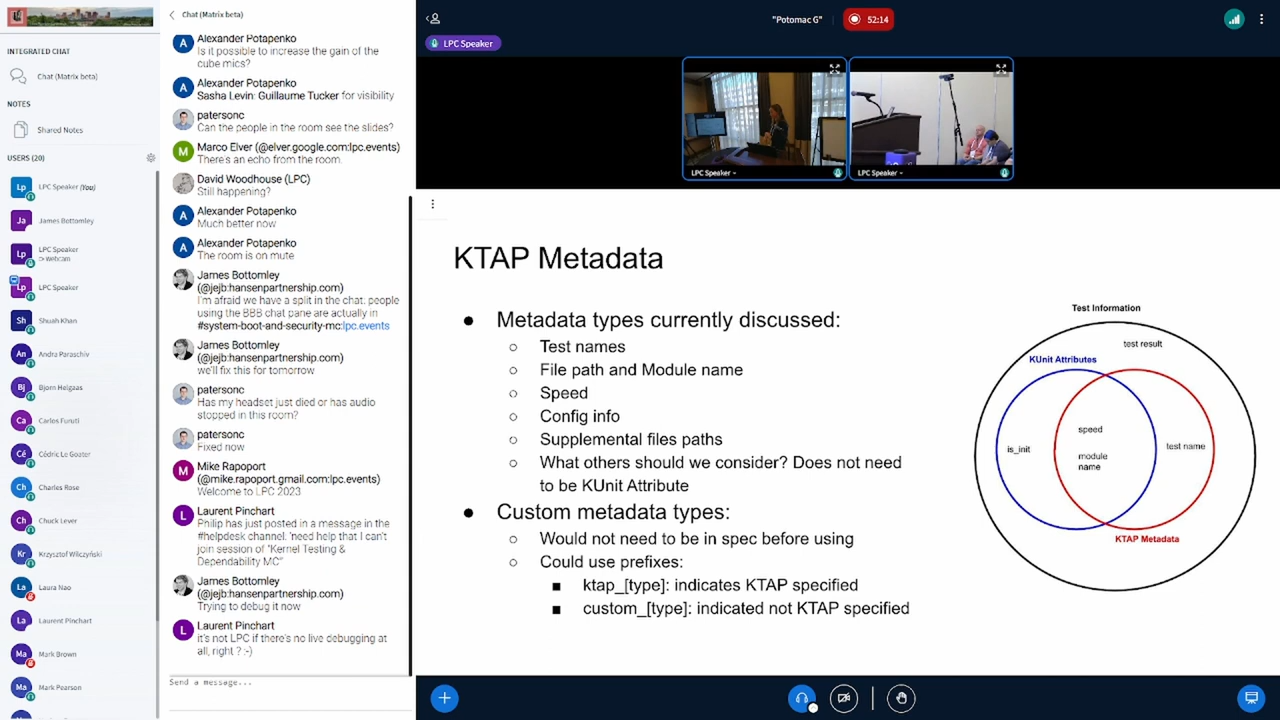 INTEGRATED CHAT
Chat (Matrix beta)
NOTES
Shared Notes
USERS (20)
Lp LPC Speaker (You)
Ja James Bottomley
Lp LPC Speaker
Webcam
Lp LPC Speaker
Sh Shuah Khan
An Andra Paraschiv
Bj Bjorn Helgaas
Ca Carlos Furuti
Cé Cédric Le Goater
Ch Charles Rose
Ch Chuck Lever
Kr Krzysztof Wilczyński
La Laura Nao
La Laurent Pinchart
Ma Mark Brown
Ma Mark Pearson
Chat (Matrix beta)
A Alexander Potapenko
Is it possible to increase the gain of the
cube mics?
A Alexander Potapenko
Sasha Levin: Guillaume Tucker for visibility
patersonc
Can the people in the room see the slides?
M Marco Elver (@elver.google.com:lpc.events)
There's an echo from the room.
David Woodhouse (LPC)
Still happening?
A Alexander Potapenko
Much better now
A Alexander Potapenko
The room is on mute
James Bottomley
(@jejb:hansenpartnership.com)
I'm afraid we have a split in the chat: people
using the BBB chat pane are actually in
#system-boot-and-security-mc:lpc.events
James Bottomley
(@jejb:hansenpartnership.com)
we'll fix this for tomorrow
patersonc
Has my headset just died or has audio
stopped in this room?
patersonc
Fixed now
M Mike Rapoport
(@mike.rapoport.gmail.com:lpc.events)
Welcome to LPC 2023
L Laurent Pinchart
Philip has just posted in a message in the
#helpdesk channel. 'need help that I can't
join session of "Kernel Testing &
Dependability MC"
James Bottomley
(@jejb:hansenpartnership.com)
Trying to debug it now
L Laurent Pinchart
it's not LPC if there's no live debugging at
all, right ? :-)
Send a message...
"Potomac G"
52:14
LPC Speaker
LPC Speaker
LPC Speaker
KTAP Metadata
● Metadata types currently discussed:
○ Test names
○ File path and Module name
○ Speed
○ Config info
○ Supplemental files paths
○ What others should we consider? Does not need
to be KUnit Attribute
● Custom metadata types:
○ Would not need to be in spec before using
○ Could use prefixes:
■ ktap_[type]: indicates KTAP specified
■ custom_[type]: indicated not KTAP specified
Test Information
test result
KUnit Attributes
speed
is_init
module
name
test name
KTAP Metadata